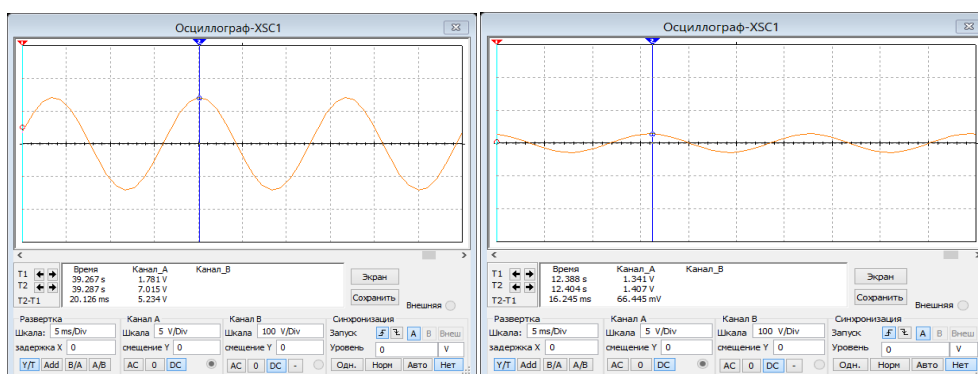 Осциллограф-XSC1
T1
T2
T2-T1
Время Канал_A Канал_B
39.267 s 1.781 V
39.287 s 7.015 V
20.126 ms 5.234 V
Экран
Сохранить
Внешняя
Развертка
Шкала: 5 ms/Div
задержка X 0
Y/T Add B/A A/B
Канал A
Шкала 5 V/Div
смещение Y 0
AC 0 DC
Канал B
Шкала 100 V/Div
смещение Y 0
AC 0 DC -
Синхронизация
Запуск A B Внеш
Уровень 0 V
Одн. Норм Авто Нет
Осциллограф-XSC1
T1
T2
T2-T1
Время Канал_A Канал_B
12.388 s 1.341 V
12.404 s 1.407 V
16.245 ms 66.445 mV
Экран
Сохранить
Внешняя
Развертка
Шкала: 5 ms/Div
задержка X 0
Y/T Add B/A A/B
Канал A
Шкала 5 V/Div
смещение Y 0
AC 0 DC
Канал B
Шкала 100 V/Div
смещение Y 0
AC 0 DC -
Синхронизация
Запуск A B Внеш
Уровень 0 V
Одн. Норм Авто Нет